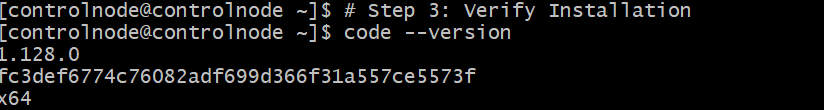 [controlnode@controlnode ~]$ # Step 3: Verify Installation
[controlnode@controlnode ~]$ code --version
1.128.0
fc3def6774c76082adf699d366f31a557ce5573f
x64